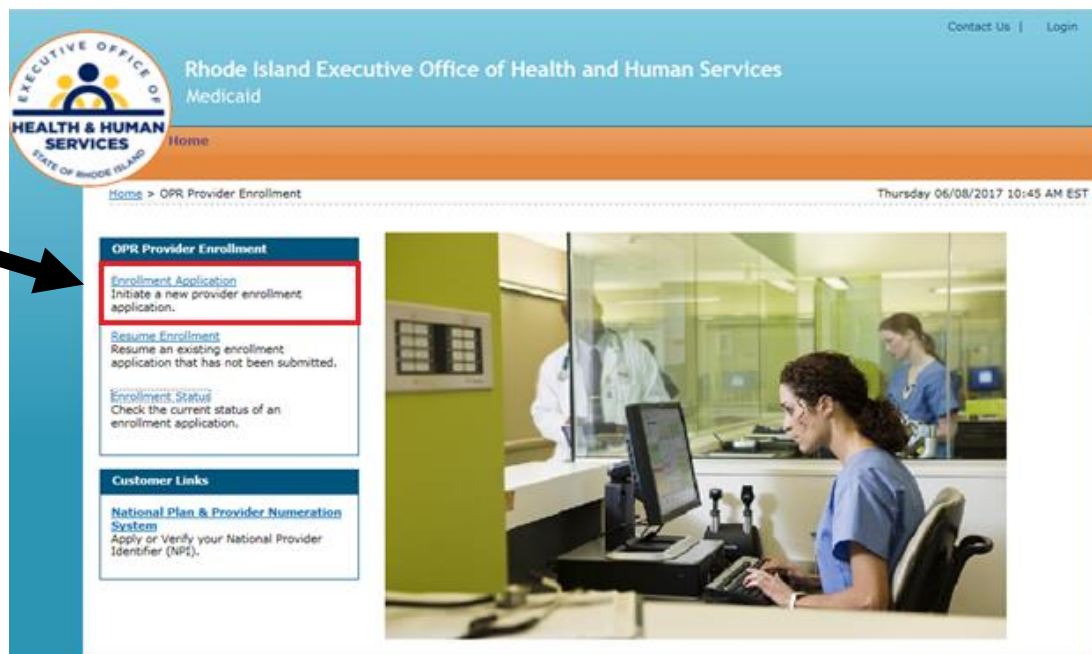 Contact Us | Login
EXECUTIVE OFFICE OF
HEALTH & HUMAN
SERVICES
STATE OF RHODE ISLAND
Rhode Island Executive Office of Health and Human Services
Medicaid
Home
Home > OPR Provider Enrollment
Thursday 06/08/2017 10:45 AM EST
OPR Provider Enrollment
Enrollment Application
Initiate a new provider enrollment
application.
Resume Enrollment
Resume an existing enrollment
application that has not been submitted.
Enrollment Status
Check the current status of an
enrollment application.
Customer Links
National Plan & Provider Numeration
System
Apply or Verify your National Provider
Identifier (NPI).